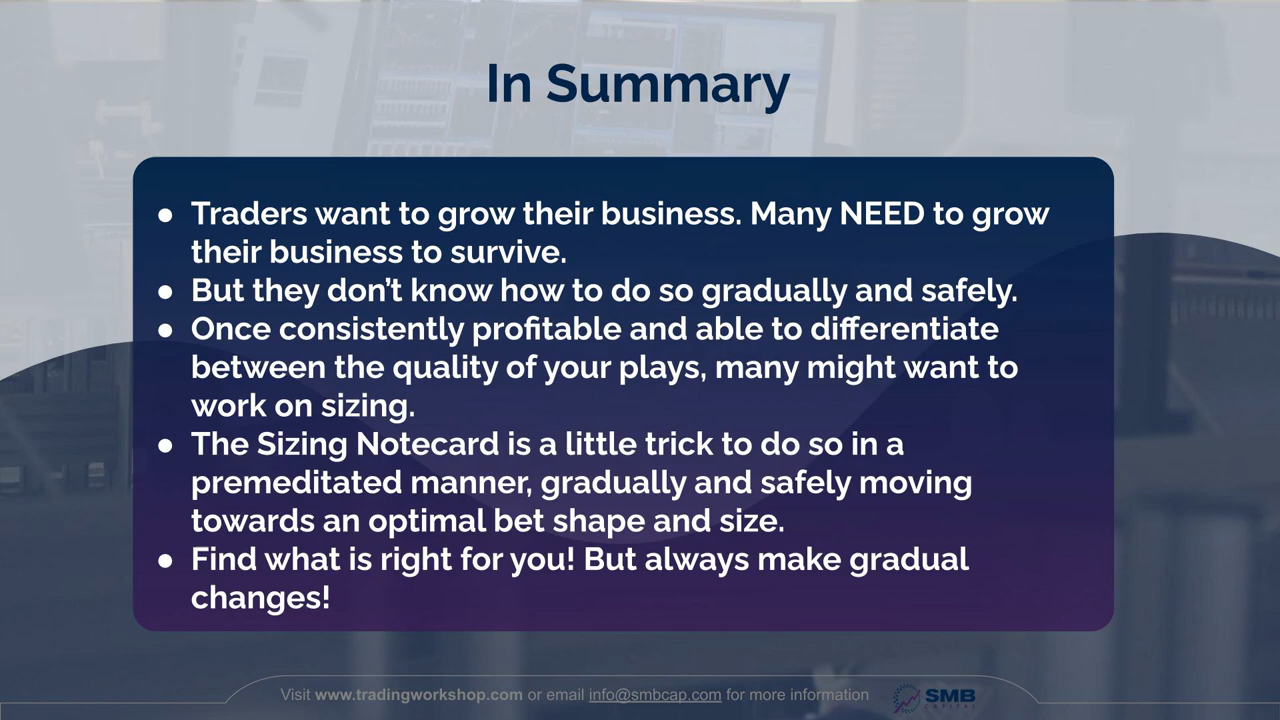 In Summary
● Traders want to grow their business. Many NEED to grow
their business to survive.
● But they don’t know how to do so gradually and safely.
● Once consistently profitable and able to differentiate
between the quality of your plays, many might want to
work on sizing.
● The Sizing Notecard is a little trick to do so in a
premeditated manner, gradually and safely moving
towards an optimal bet shape and size.
● Find what is right for you! But always make gradual
changes!
Visit www.tradingworkshop.com or email info@smbcap.com for more information
SMB
CAPITAL